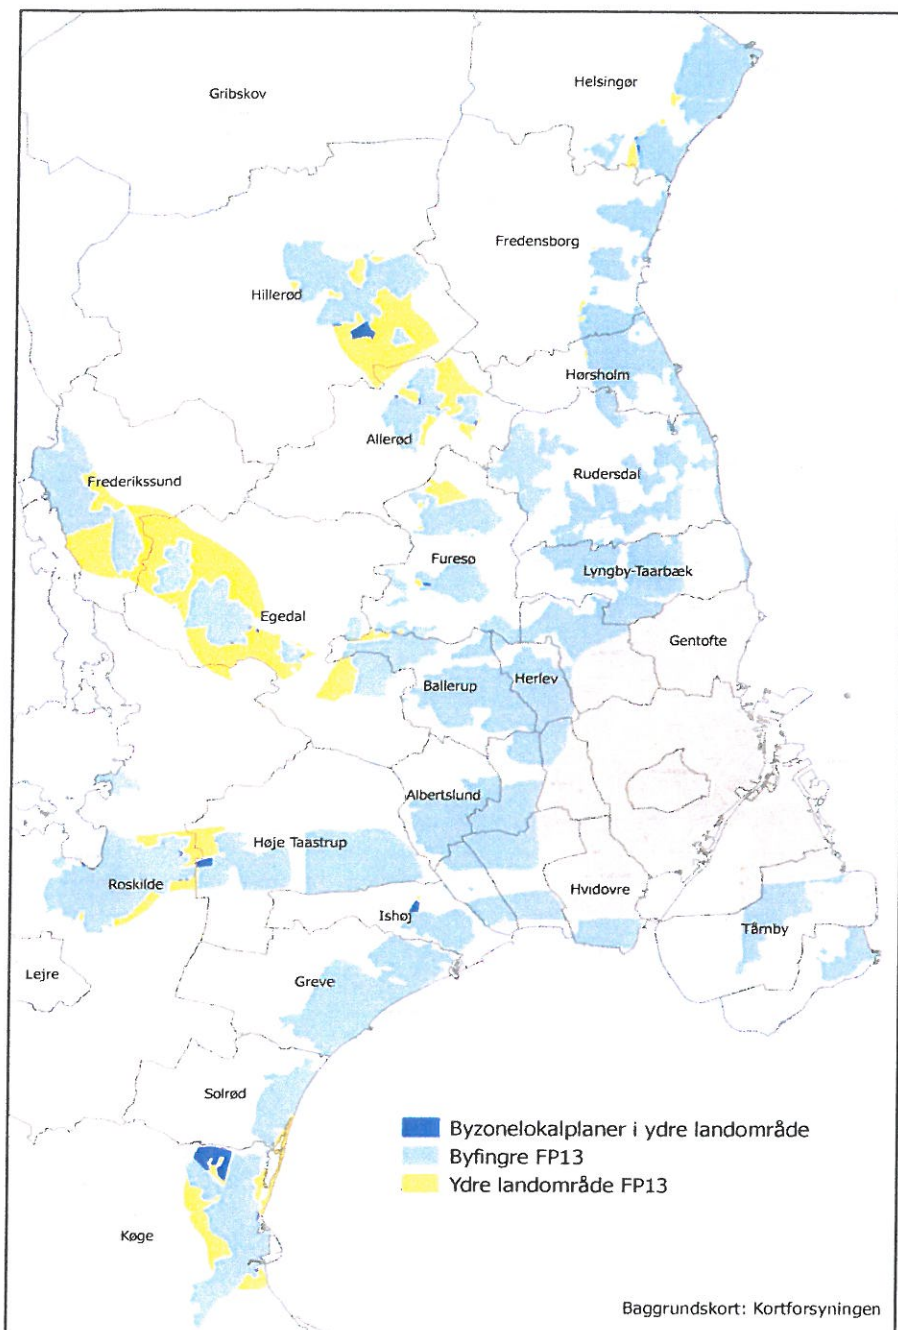 Helsingør
Gribskov
Fredensborg
Hillerød
Hørsholm
Allerød
Rudersdal
Frederikssund
Furesø
Lyngby-Taarbæk
Egedal
Gentofte
Herlev
Ballerup
Albertslund
Høje Taastrup
Roskilde
Hvidovre
Ishøj
Tårnby
Lejre
Greve
Solrød
Byzonelokalplaner i ydre landområde
Byfingre FP13
Ydre landområde FP13
Køge
Baggrundskort: Kortforsyningen